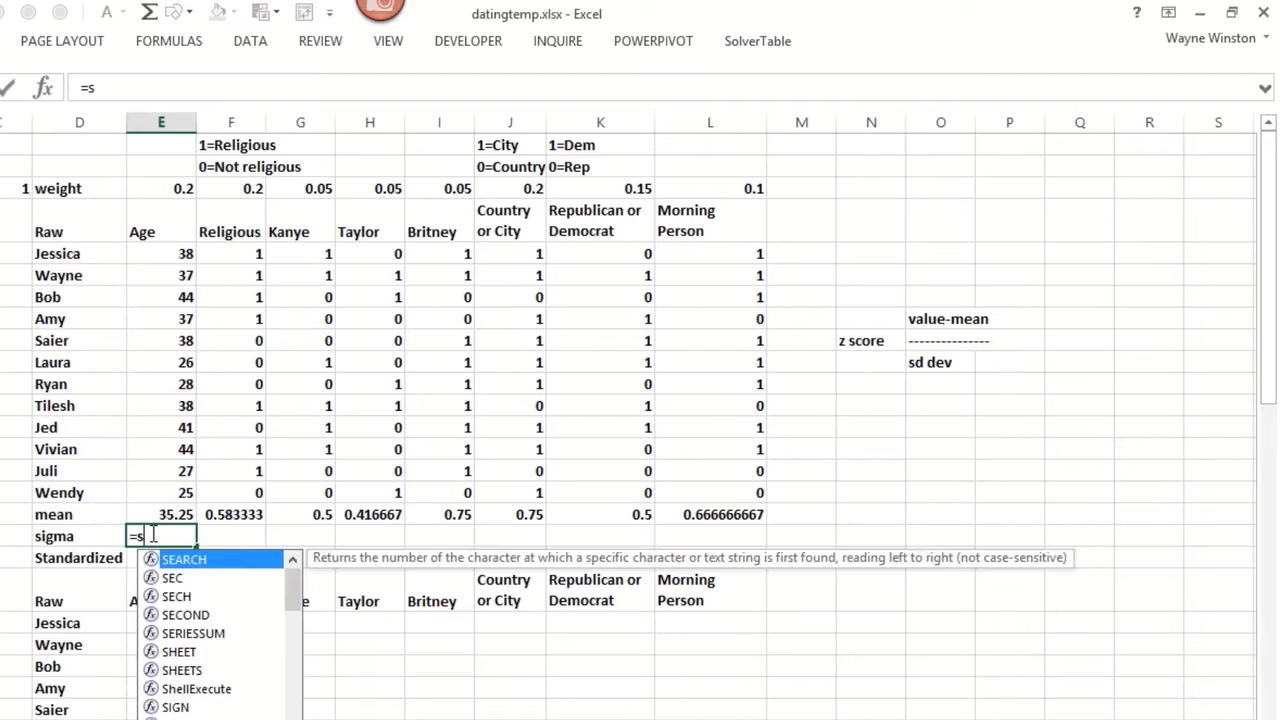 datingtemp.xlsx - Excel
?
PAGE LAYOUT FORMULAS DATA REVIEW VIEW DEVELOPER INQUIRE POWERPIVOT SolverTable Wayne Winston
fx =s
C D E F G H I J K L M N O P Q R S
1=Religious 1=City 1=Dem
0=Not religious 0=Country 0=Rep
1 weight 0.2 0.2 0.05 0.05 0.05 0.2 0.15 0.1
Country Republican or Morning
Raw Age Religious Kanye Taylor Britney or City Democrat Person
Jessica 38 1 1 0 1 1 0 1
Wayne 37 1 1 1 1 1 1 1
Bob 44 1 0 1 0 0 0 1
Amy 37 1 0 0 0 1 1 0 value-mean
Saier 38 0 0 0 1 1 1 1 z score ---------------
Laura 26 0 1 0 1 1 1 1 sd dev
Ryan 28 0 0 1 1 1 0 1
Tilesh 38 1 1 1 1 0 1 0
Jed 41 0 1 0 1 1 1 1
Vivian 44 1 1 0 1 1 0 1
Juli 27 1 0 0 1 0 0 0
Wendy 25 0 0 1 0 1 0 0
mean 35.25 0.583333 0.5 0.416667 0.75 0.75 0.5 0.666666667
sigma =s
Standardized
SEARCH Returns the number of the character at which a specific character or text string is first found, reading left to right (not case-sensitive)
SEC
SECH
SECOND
SERIESSUM
SHEET
SHEETS
ShellExecute
SIGN
Country Republican or Morning
Raw A e Taylor Britney or City Democrat Person
Jessica
Wayne
Bob
Amy
Saier